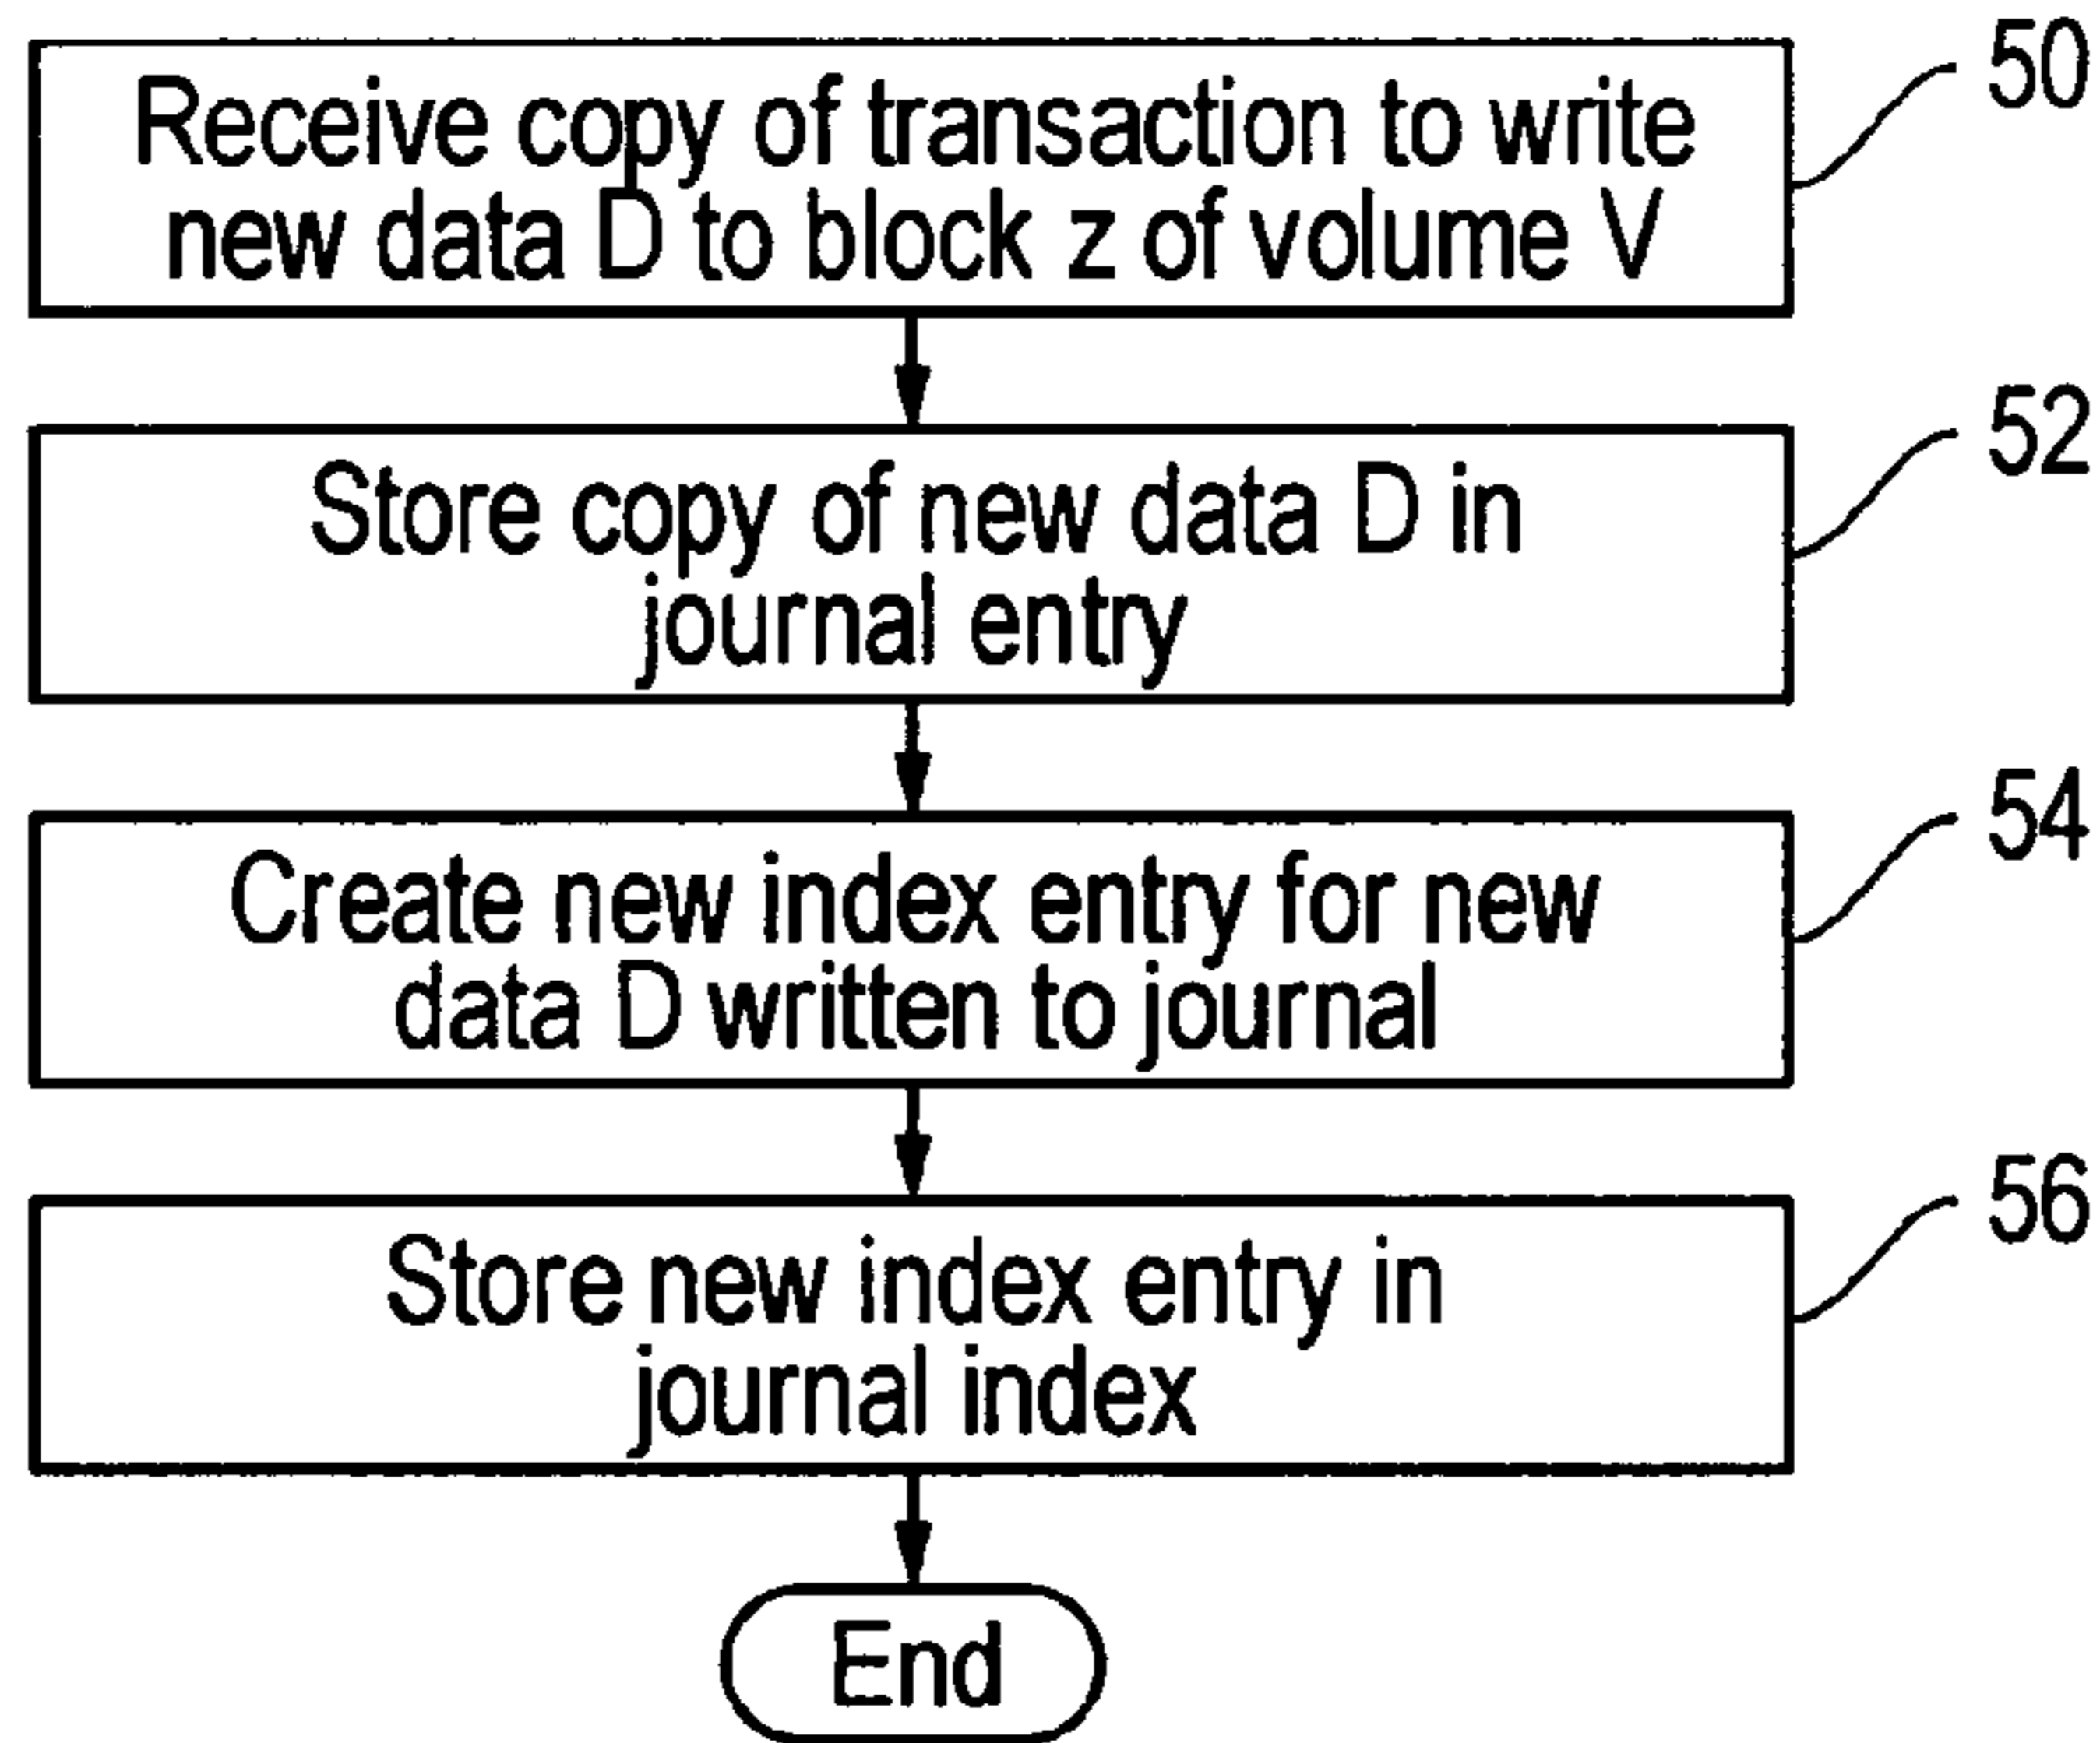 Receive copy of transaction to write
new data D to block z of volume V
50
Store copy of new data D in
journal entry
52
Create new index entry for new
data D written to journal
54
Store new index entry in
journal index
56
End